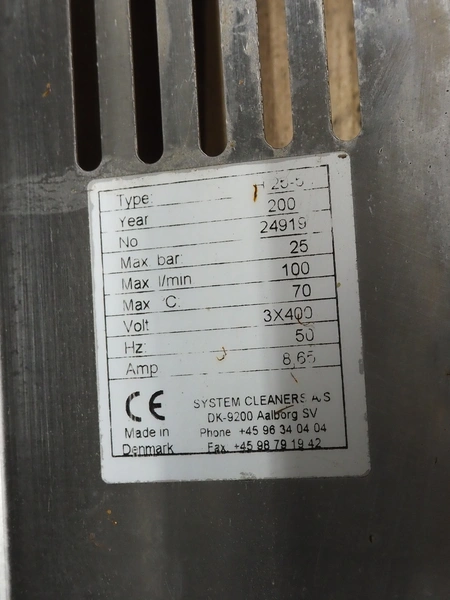 Type: H 25-5
Year 200
No 24919
Max. bar: 25
Max. l/min 100
Max. °C: 70
Volt 3X400
Hz: 50
Amp 8,65
CE
SYSTEM CLEANERS A/S
DK-9200 Aalborg SV
Made in Phone +45 96 34 04 04
Denmark Fax +45 98 79 19 42